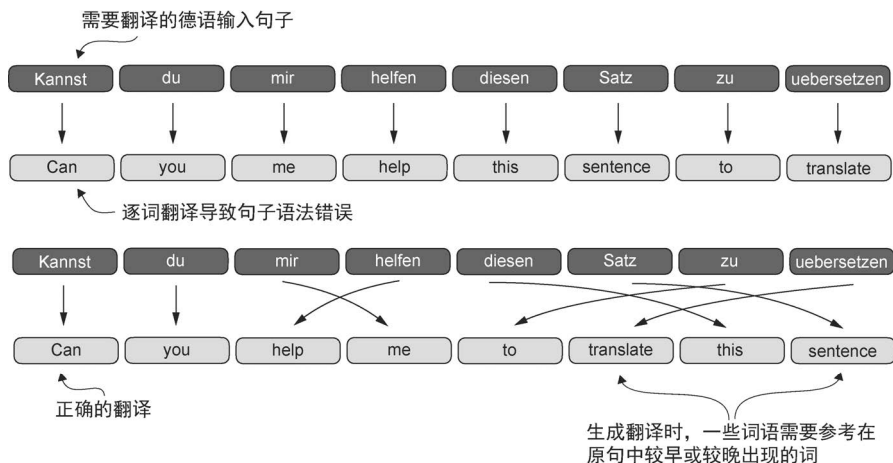 需要翻译的德语输入句子
Kannst du mir helfen diesen Satz zu uebersetzen
Can you me help this sentence to translate
逐词翻译导致句子语法错误
Kannst du mir helfen diesen Satz zu uebersetzen
Can you help me to translate this sentence
正确的翻译
生成翻译时，一些词语需要参考在
原句中较早或较晚出现的词